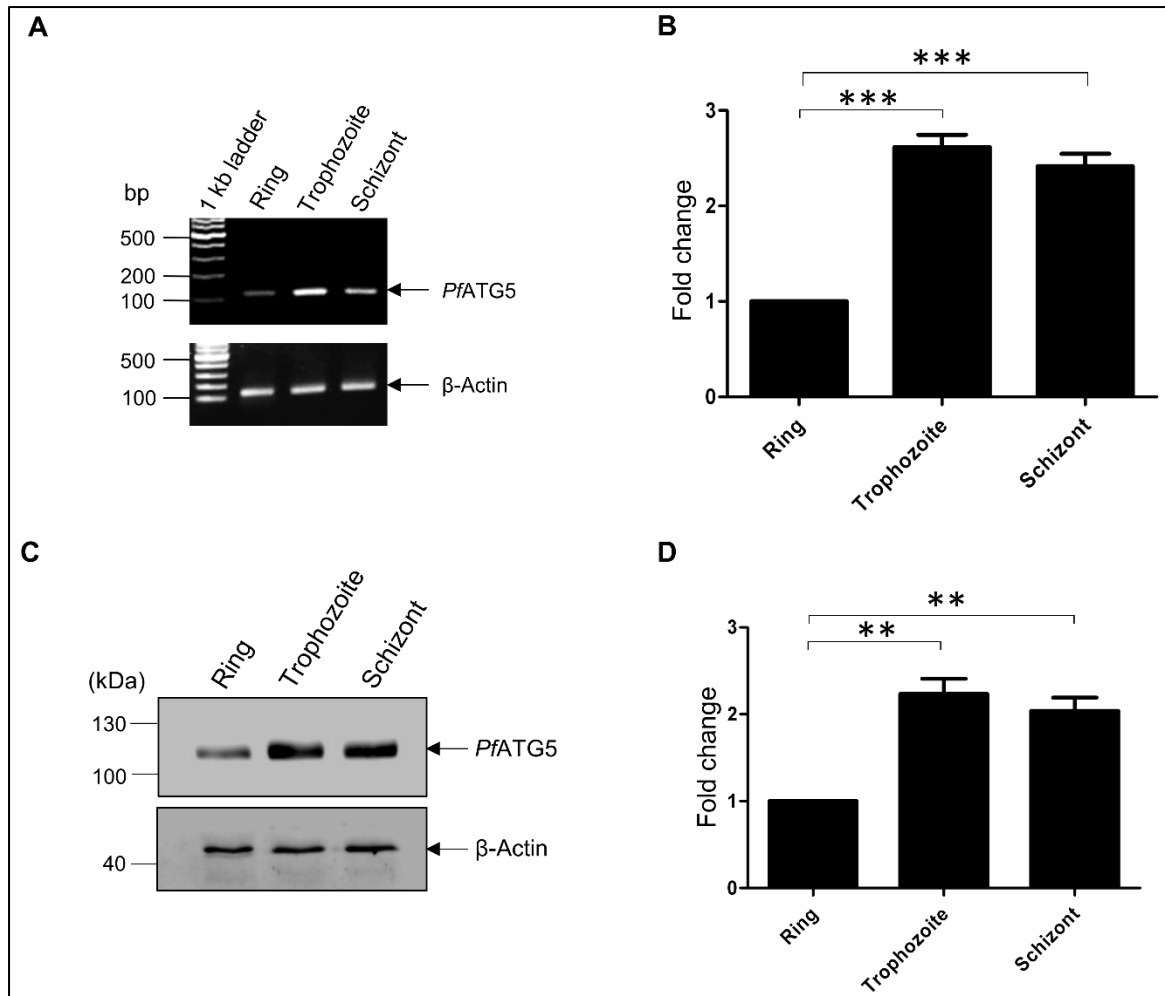 A
1 kb ladder
Ring
Trophozoite
Schizont
bp
500
200
100
PfATG5
500
100
β-Actin
B
***
***
3
2
1
0
Fold change
Ring
Trophozoite
Schizont
C
Ring
Trophozoite
Schizont
(kDa)
130
100
PfATG5
40
β-Actin
D
**
**
3
2
1
0
Fold change
Ring
Trophozoite
Schizont